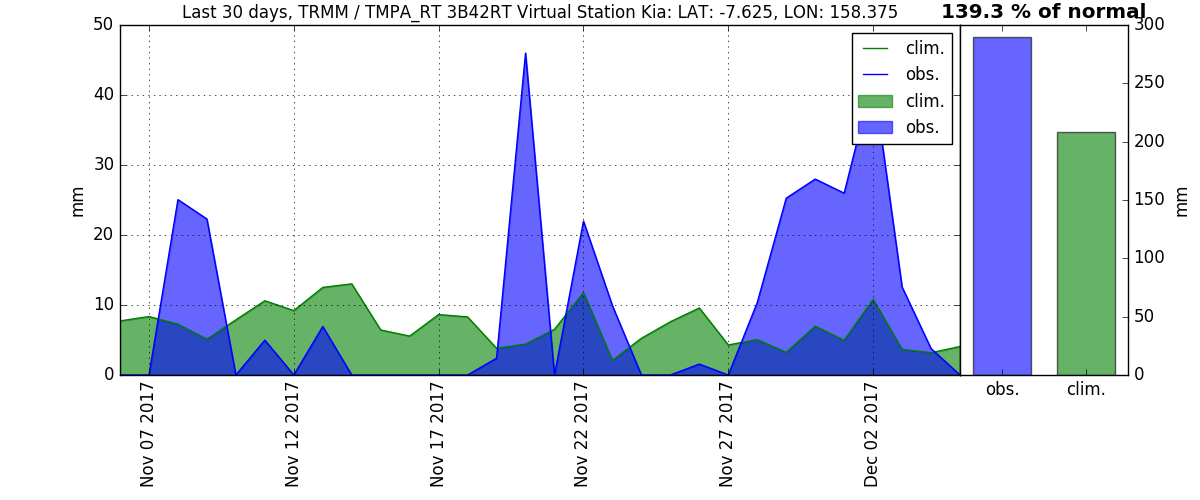 Last 30 days, TRMM / TMPA_RT 3B42RT Virtual Station Kia: LAT: -7.625, LON: 158.375
139.3 % of normal
50
40
30
20
10
0
mm
clim.
obs.
clim.
obs.
300
250
200
150
100
50
0
mm
obs.
clim.
Nov 07 2017
Nov 12 2017
Nov 17 2017
Nov 22 2017
Nov 27 2017
Dec 02 2017